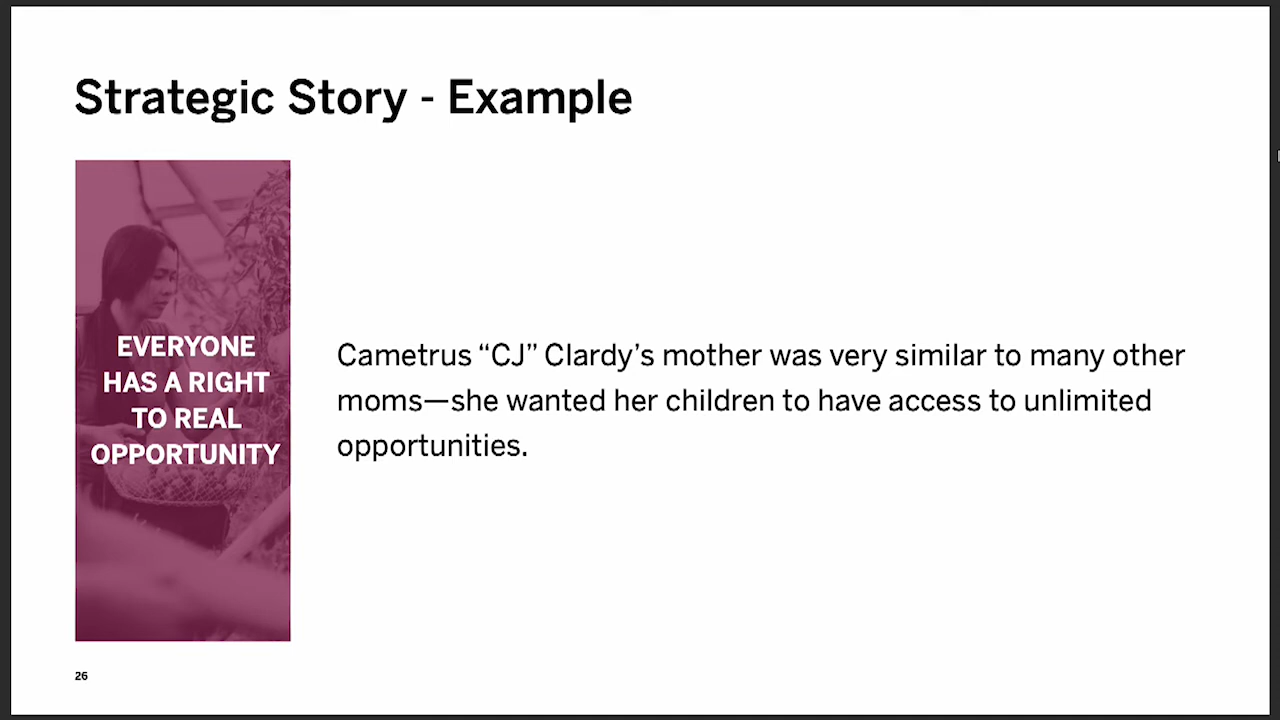 Strategic Story - Example
EVERYONE
HAS A RIGHT
TO REAL
OPPORTUNITY
Cametrus “CJ” Clardy’s mother was very similar to many other
moms—she wanted her children to have access to unlimited
opportunities.
26